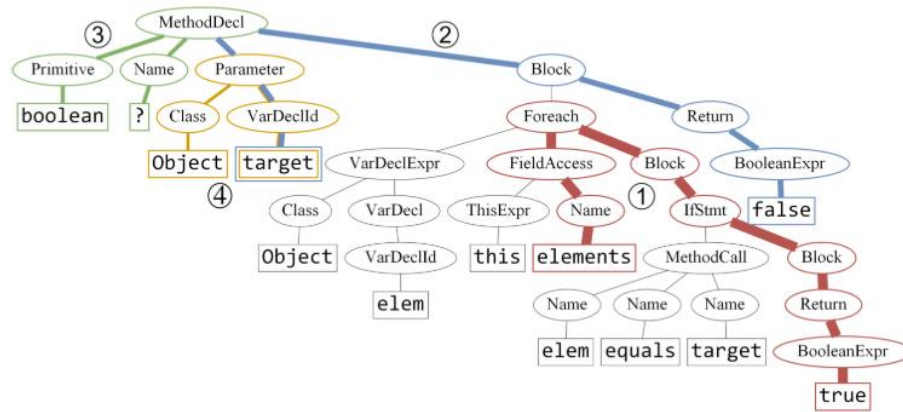 MethodDecl
③ ②
Primitive Name Parameter Block
boolean ? Class VarDeclId Foreach Return
Object target VarDeclExpr FieldAccess Block BooleanExpr
④ ① false
Class VarDecl ThisExpr Name IfStmt
Object VarDeclId this elements MethodCall Block
elem Name Name Name Return
elem equals target BooleanExpr
true